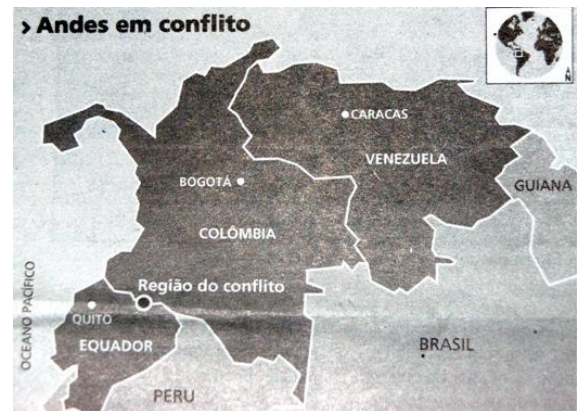 › Andes em conflito
N
CARACAS
VENEZUELA
GUIANA
BOGOTÁ
COLÔMBIA
OCEANO PACÍFICO
Região do conflito
QUITO
EQUADOR
BRASIL
PERU